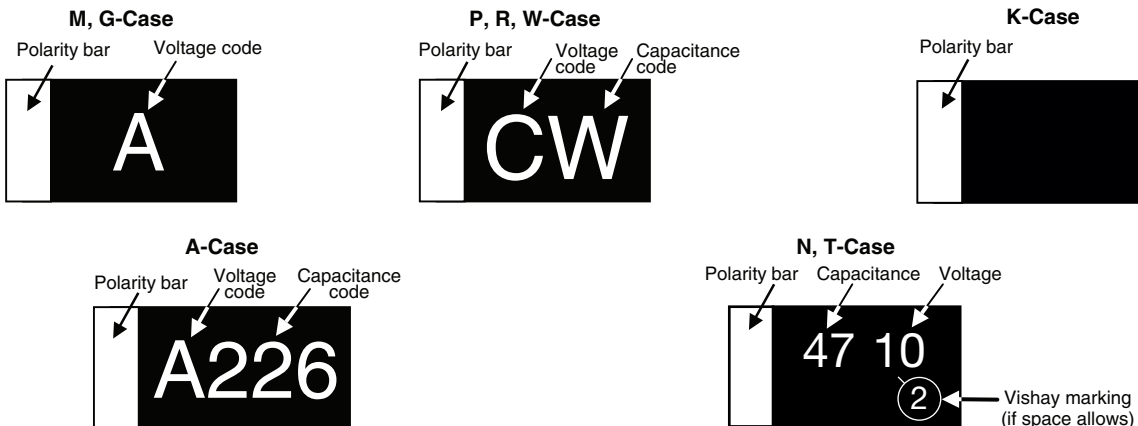 M, G-Case
Polarity bar
Voltage code
A
P, R, W-Case
Polarity bar
Voltage
code
Capacitance
code
CW
K-Case
Polarity bar
A-Case
Polarity bar
Voltage
code
Capacitance
code
A226
N, T-Case
Polarity bar
Capacitance
Voltage
47 10
2
Vishay marking
(if space allows)